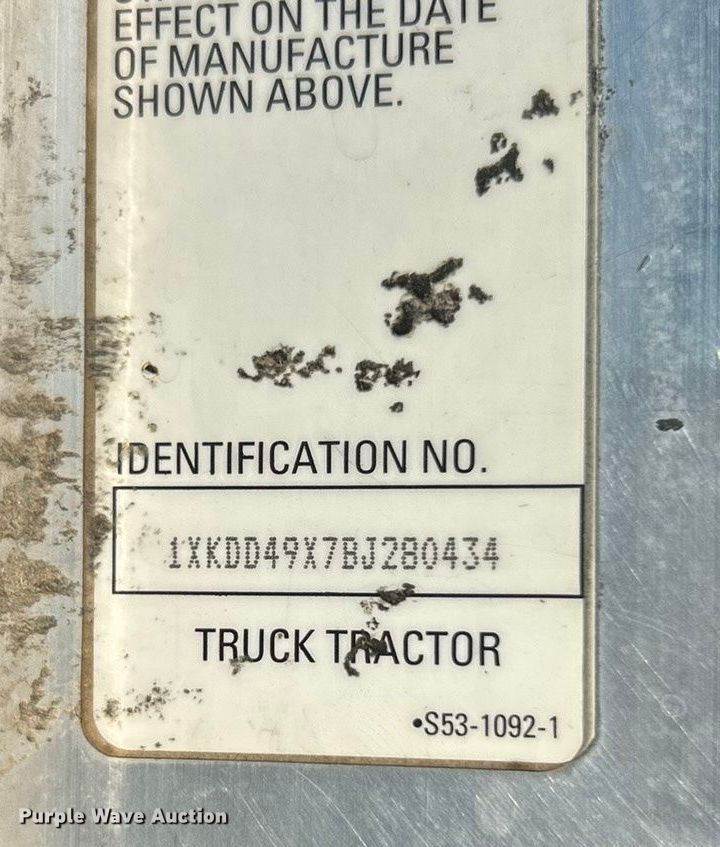 EFFECT ON THE DATE
OF MANUFACTURE
SHOWN ABOVE.
IDENTIFICATION NO.
1XKDD49X7BJ280434
TRUCK TRACTOR
•S53-1092-1
Purple Wave Auction